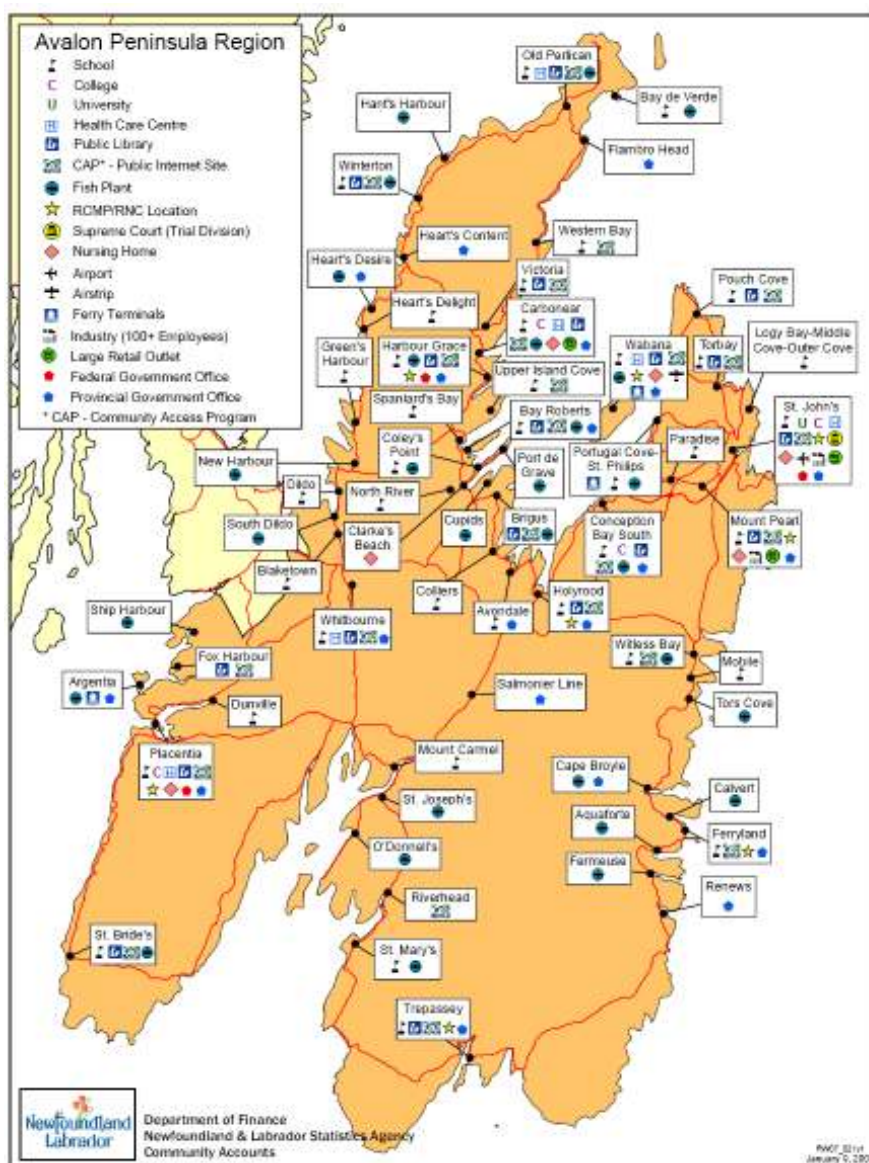 Avalon Peninsula Region
School
College
University
Health Care Centre
Public Library
CAP* - Public Internet Site
Fish Plant
RCMP/RNC Location
Supreme Court (Trial Division)
Nursing Home
Airport
Airstrip
Ferry Terminals
Industry (100+ Employees)
Large Retail Outlet
Federal Government Office
Provincial Government Office
* CAP - Community Access Program
Old Perlican
Bay de Verde
Hant's Harbour
Flambro Head
Winterton
Western Bay
Heart's Content
Heart's Desire
Victoria
Pouch Cove
Heart's Delight
Carbonear
Green's
Harbour
Harbour Grace
Wabana
Torbay
Logy Bay-Middle
Cove-Outer Cove
Upper Island Cove
Spaniard's Bay
Bay Roberts
St. John's
Coley's
Point
Port de
Grave
Portugal Cove-
St. Philips
Paradise
New Harbour
Dildo
North River
South Dildo
Clarke's
Beach
Cupids
Brigus
Conception
Bay South
Mount Pearl
Blaketown
Colliers
Avondale
Holyrood
Ship Harbour
Whitbourne
Witless Bay
Fox Harbour
Mobile
Argentia
Salmonier Line
Dunville
Tors Cove
Placentia
Mount Carmel
Cape Broyle
St. Joseph's
Calvert
Aquaforte
Ferryland
O'Donnell's
Fermeuse
Riverhead
Renews
St. Bride's
St. Mary's
Trepassey
Newfoundland
Labrador
Department of Finance
Newfoundland & Labrador Statistics Agency
Community Accounts